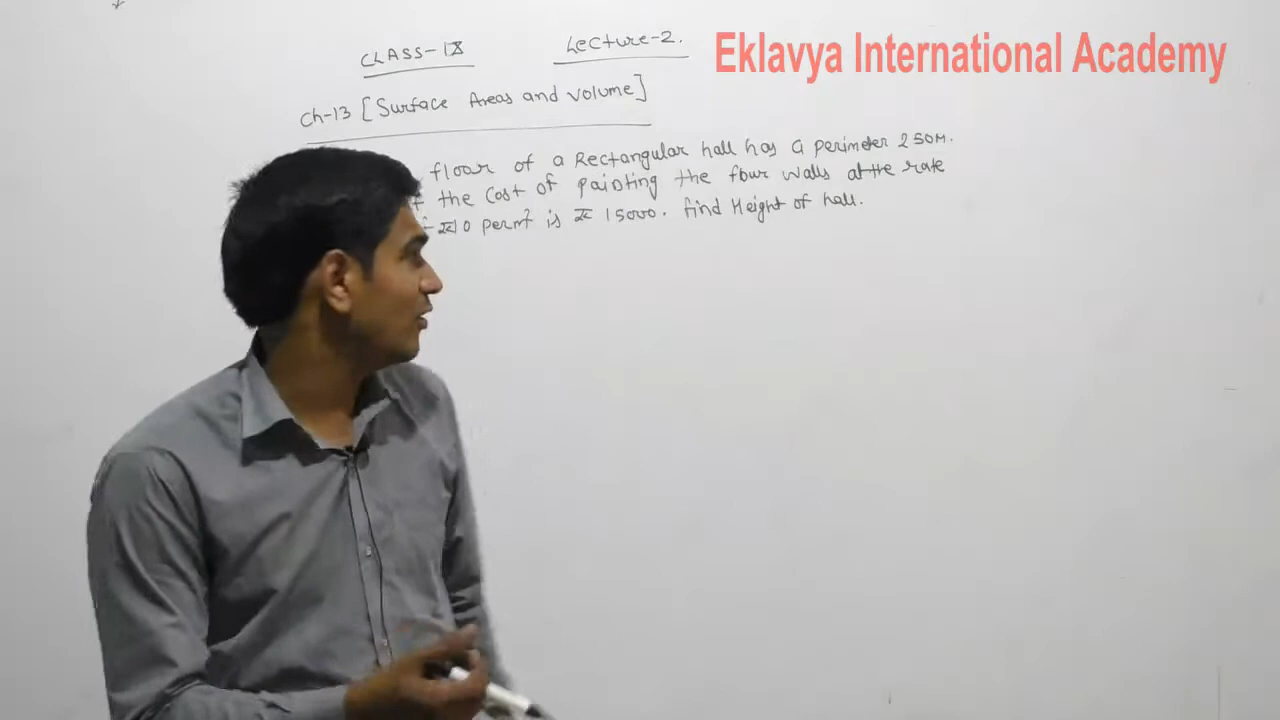 CLASS-IX
Lecture-2.
Eklavya International Academy
Ch-13 [Surface Areas and volume]
floor of a Rectangular hall has a perimeter 250M.
the Cost of painting the four walls at the rate
₹10 per m² is ₹ 15000. find Height of hall.